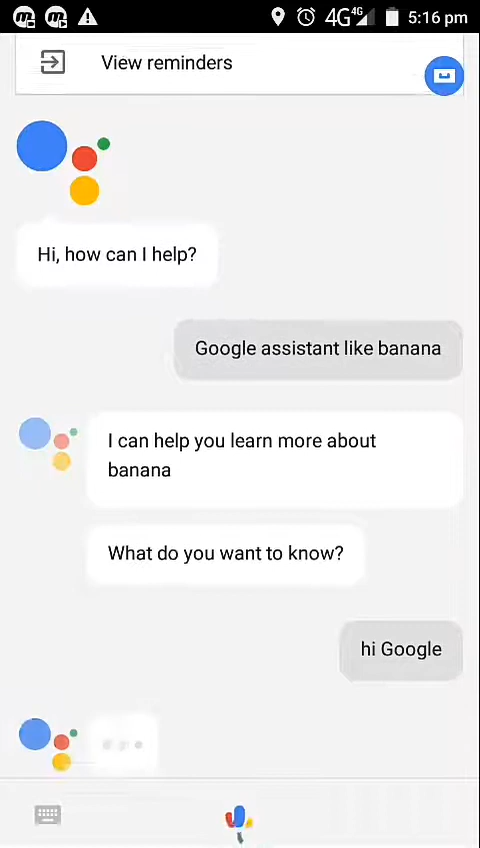 4G 4G 5:16 pm
View reminders
Hi, how can I help?
Google assistant like banana
I can help you learn more about
banana
What do you want to know?
hi Google